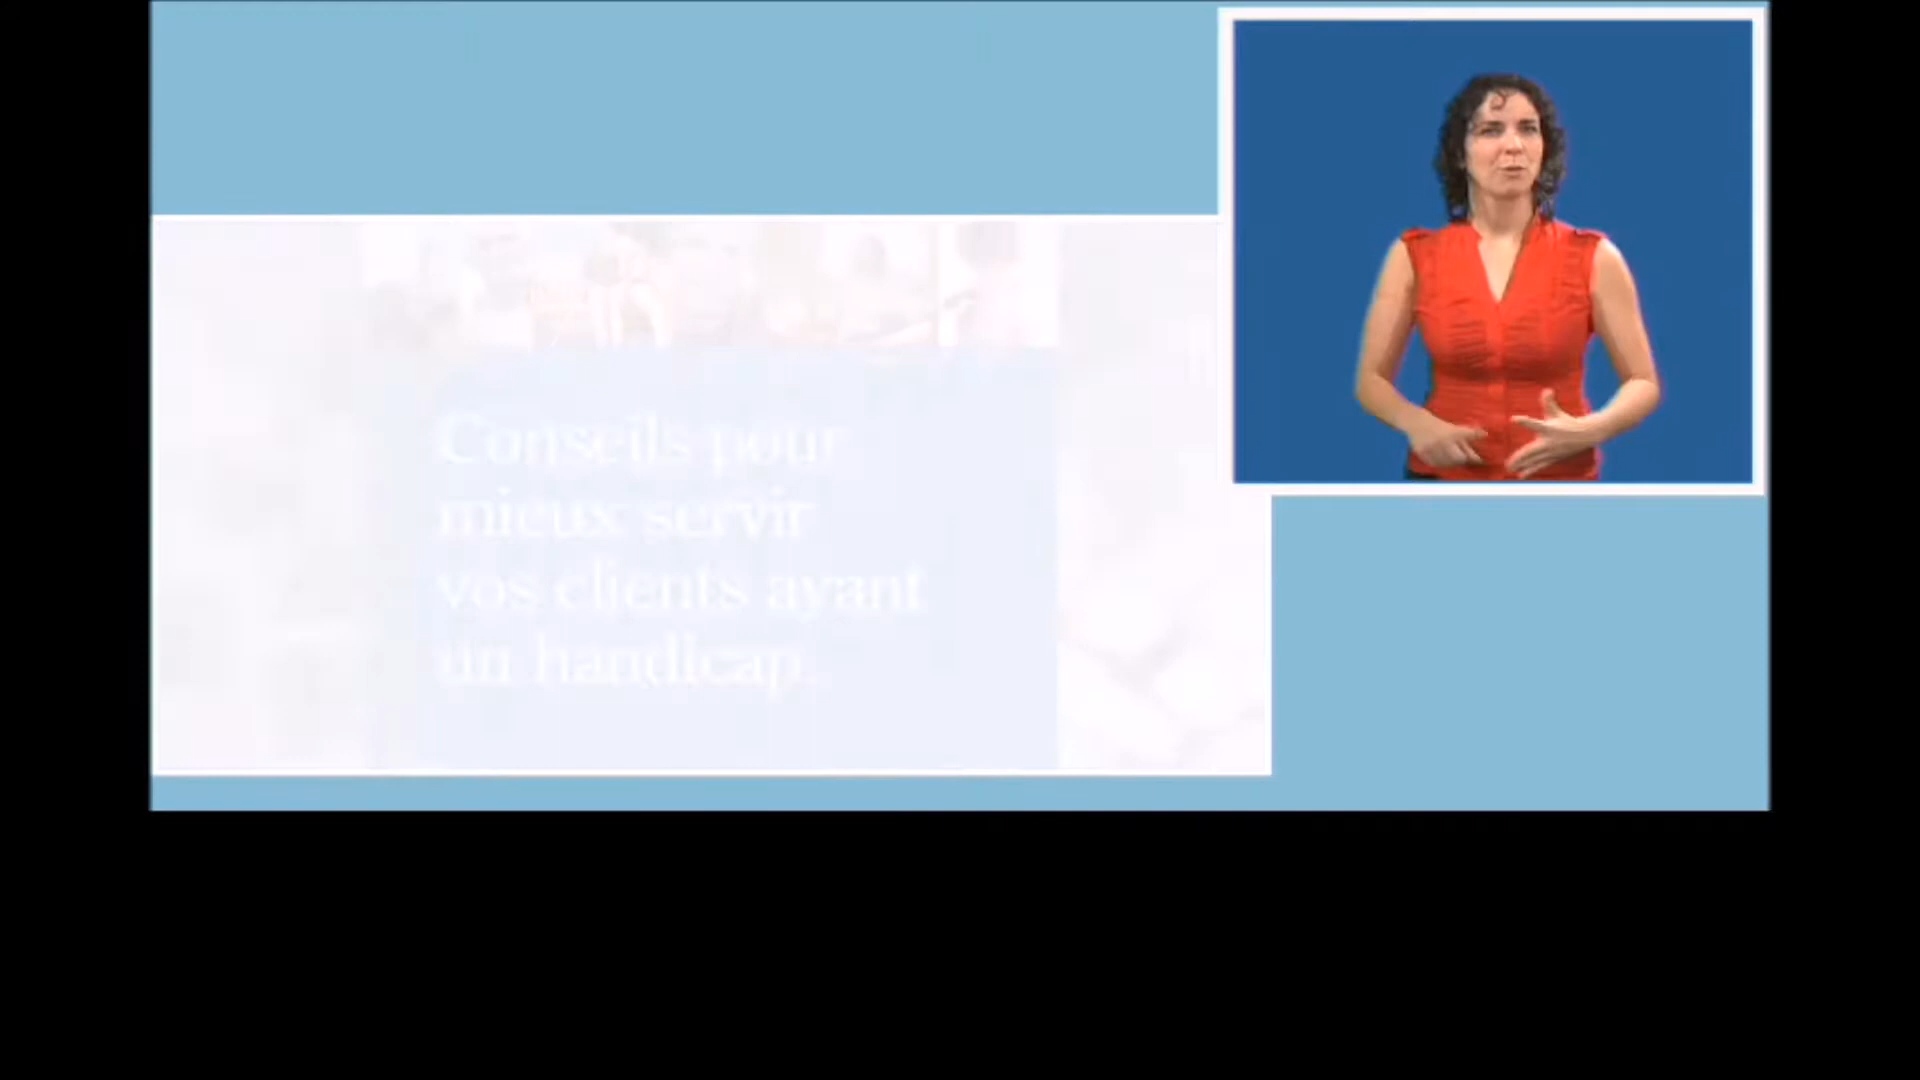 Conseils pour
mieux servir
vos clients ayant
un handicap.